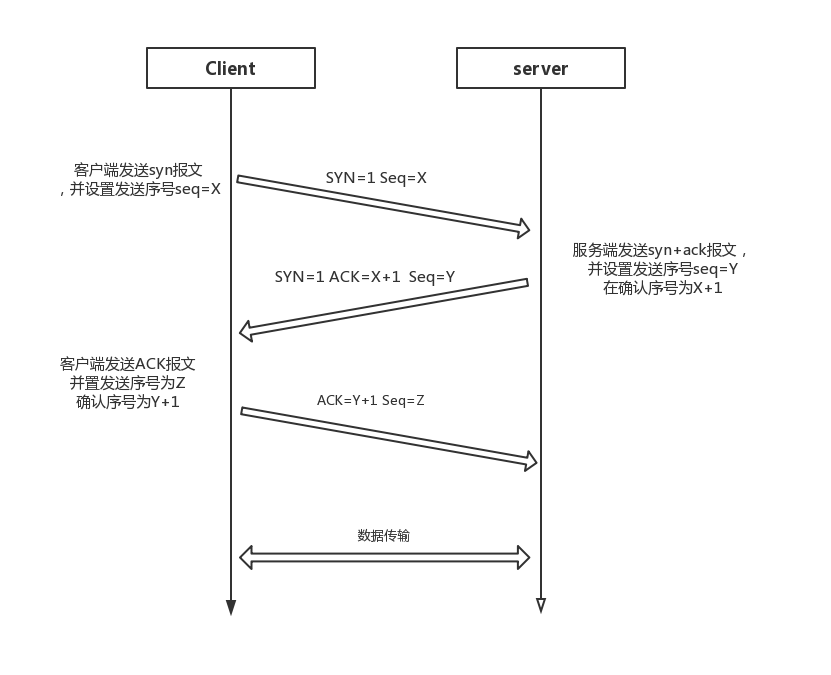 Client
server
客户端发送syn报文
，并设置发送序号seq=X
SYN=1 Seq=X
服务端发送syn+ack报文，
并设置发送序号seq=Y
在确认序号为X+1
SYN=1 ACK=X+1  Seq=Y
客户端发送ACK报文
并置发送序号为Z
确认序号为Y+1
ACK=Y+1 Seq=Z
数据传输